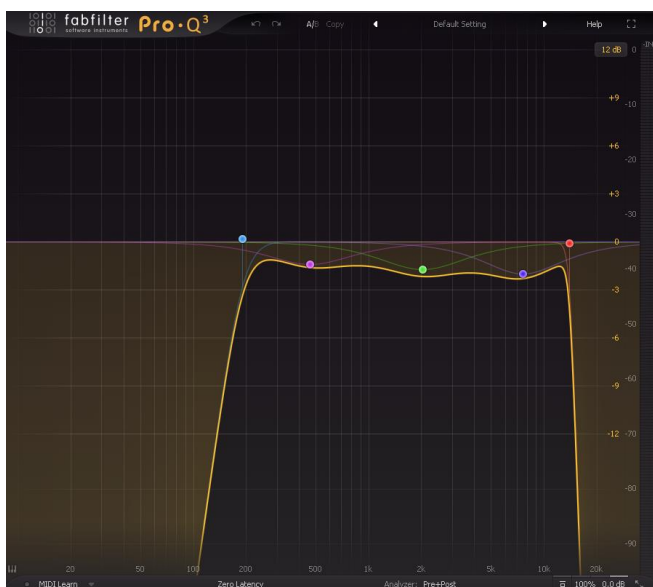 fabfilter Pro·Q³
software instruments
A/B Copy Default Setting Help
12 dB 0
+9 -10
+6 -20
+3 -30
0
-40
-3
-50
-6
-60
-9
-12 -70
-80
-90
20 50 100 200 500 1k 2k 5k 10k 20k
MIDI Learn Zero Latency Analyzer: Pre+Post 100% 0.0 dB